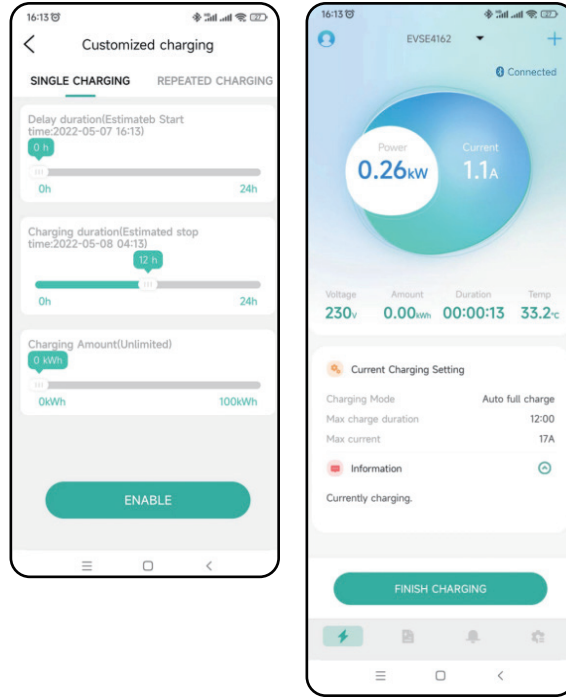 16:13
Customized charging
SINGLE CHARGING REPEATED CHARGING
Delay duration(Estimateb Start
time:2022-05-07 16:13)
0 h
0h 24h
Charging duration(Estimated stop
time:2022-05-08 04:13)
12 h
0h 24h
Charging Amount(Unlimited)
0 kWh
0kWh 100kWh
ENABLE
16:13
EVSE4162
Connected
Power Current
0.26kW 1.1A
Voltage Amount Duration Temp
230v 0.00kWh 00:00:13 33.2℃
Current Charging Setting
Charging Mode Auto full charge
Max charge duration 12:00
Max current 17A
Information
Currently charging.
FINISH CHARGING